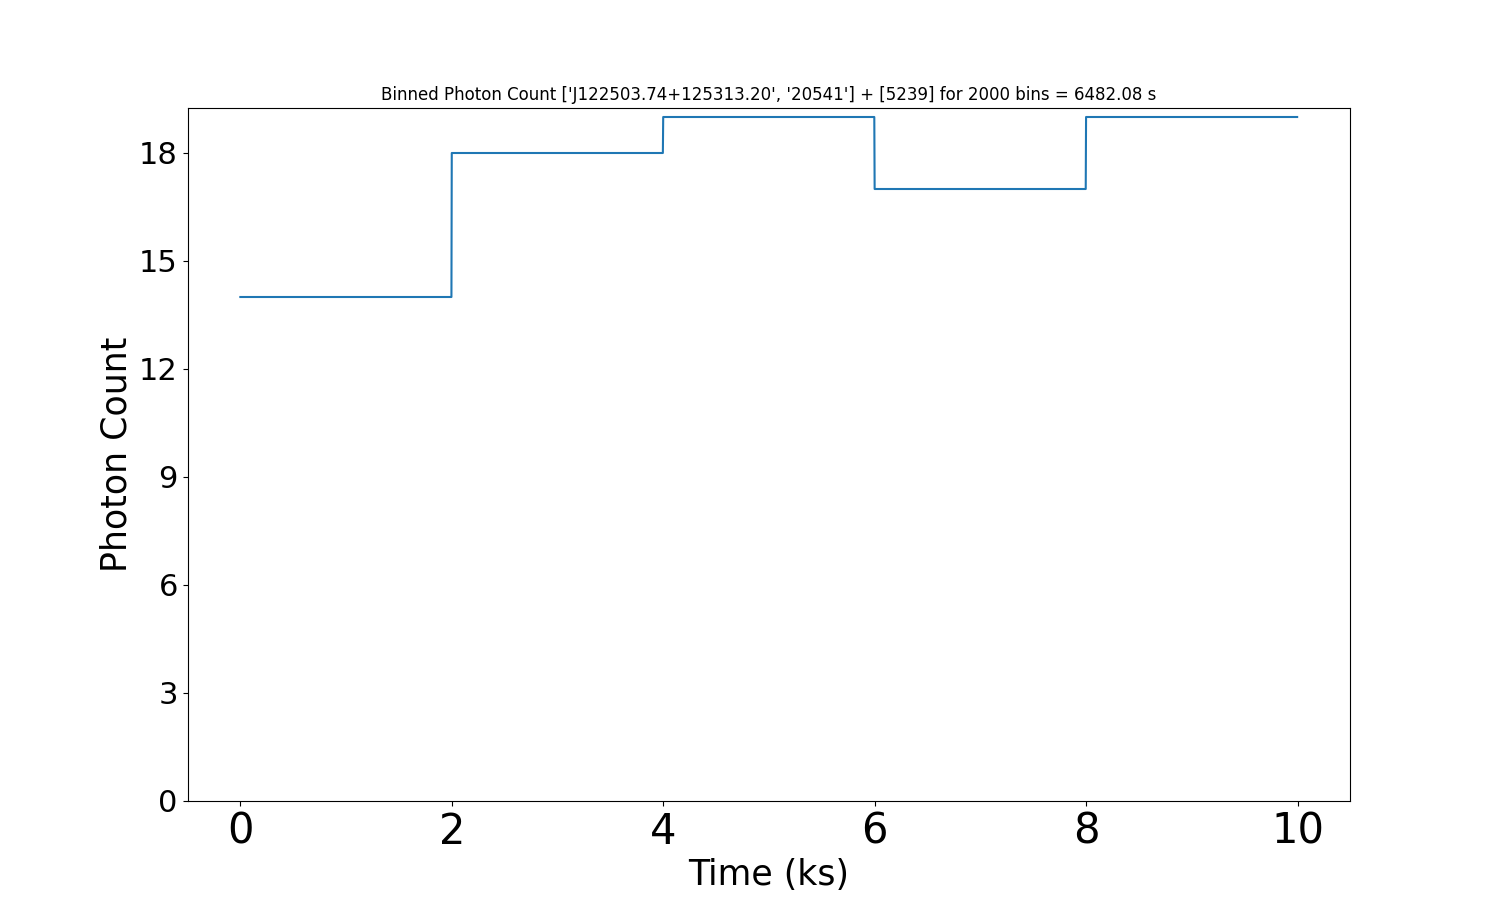 Binned Photon Count ['J122503.74+125313.20', '20541'] + [5239] for 2000 bins = 6482.08 s
18
15
12
9
6
3
0
Photon Count
0 2 4 6 8 10
Time (ks)